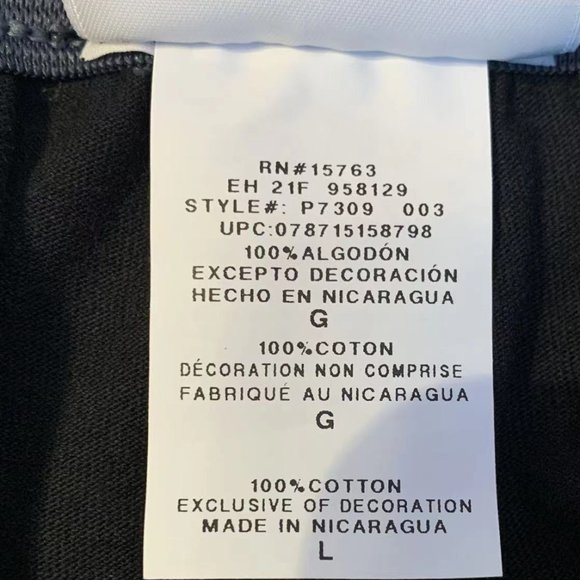 RN#15763
EH 21F 958129
STYLE#: P7309 003
UPC:078715158798
100%ALGODÓN
EXCEPTO DECORACIÓN
HECHO EN NICARAGUA
G
100%COTON
DÉCORATION NON COMPRISE
FABRIQUÉ AU NICARAGUA
G
100%COTTON
EXCLUSIVE OF DECORATION
MADE IN NICARAGUA
L